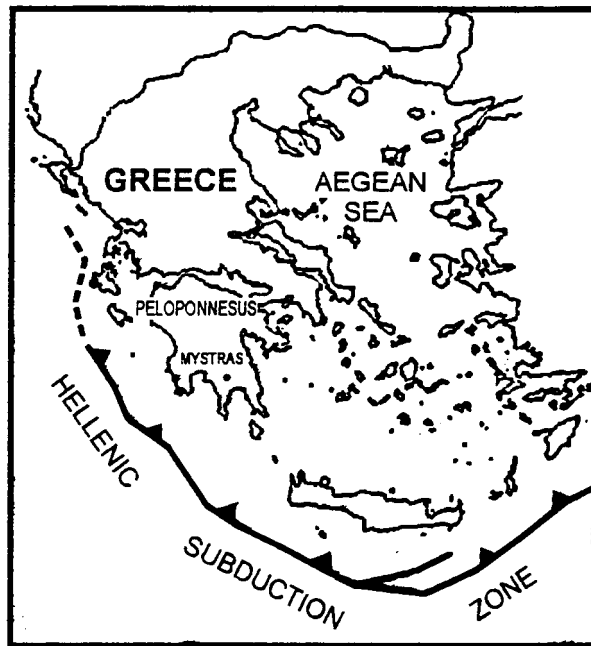 GREECE
AEGEAN
SEA
PELOPONNESUS
MYSTRAS
HELLENIC
SUBDUCTION
ZONE